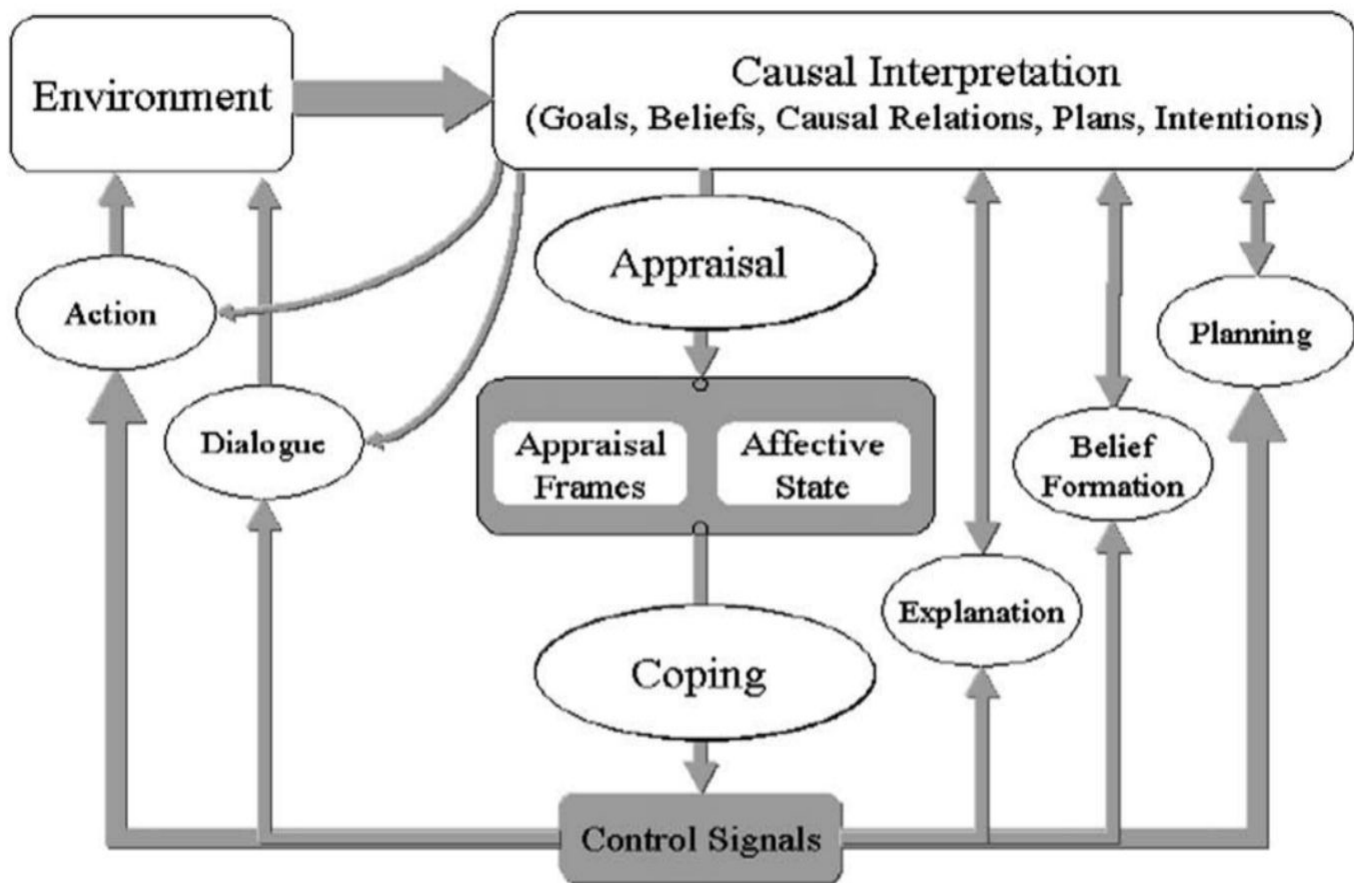 Environment
Causal Interpretation
(Goals, Beliefs, Causal Relations, Plans, Intentions)
Appraisal
Action
Planning
Dialogue
Appraisal
Frames
Affective
State
Belief
Formation
Explanation
Coping
Control Signals